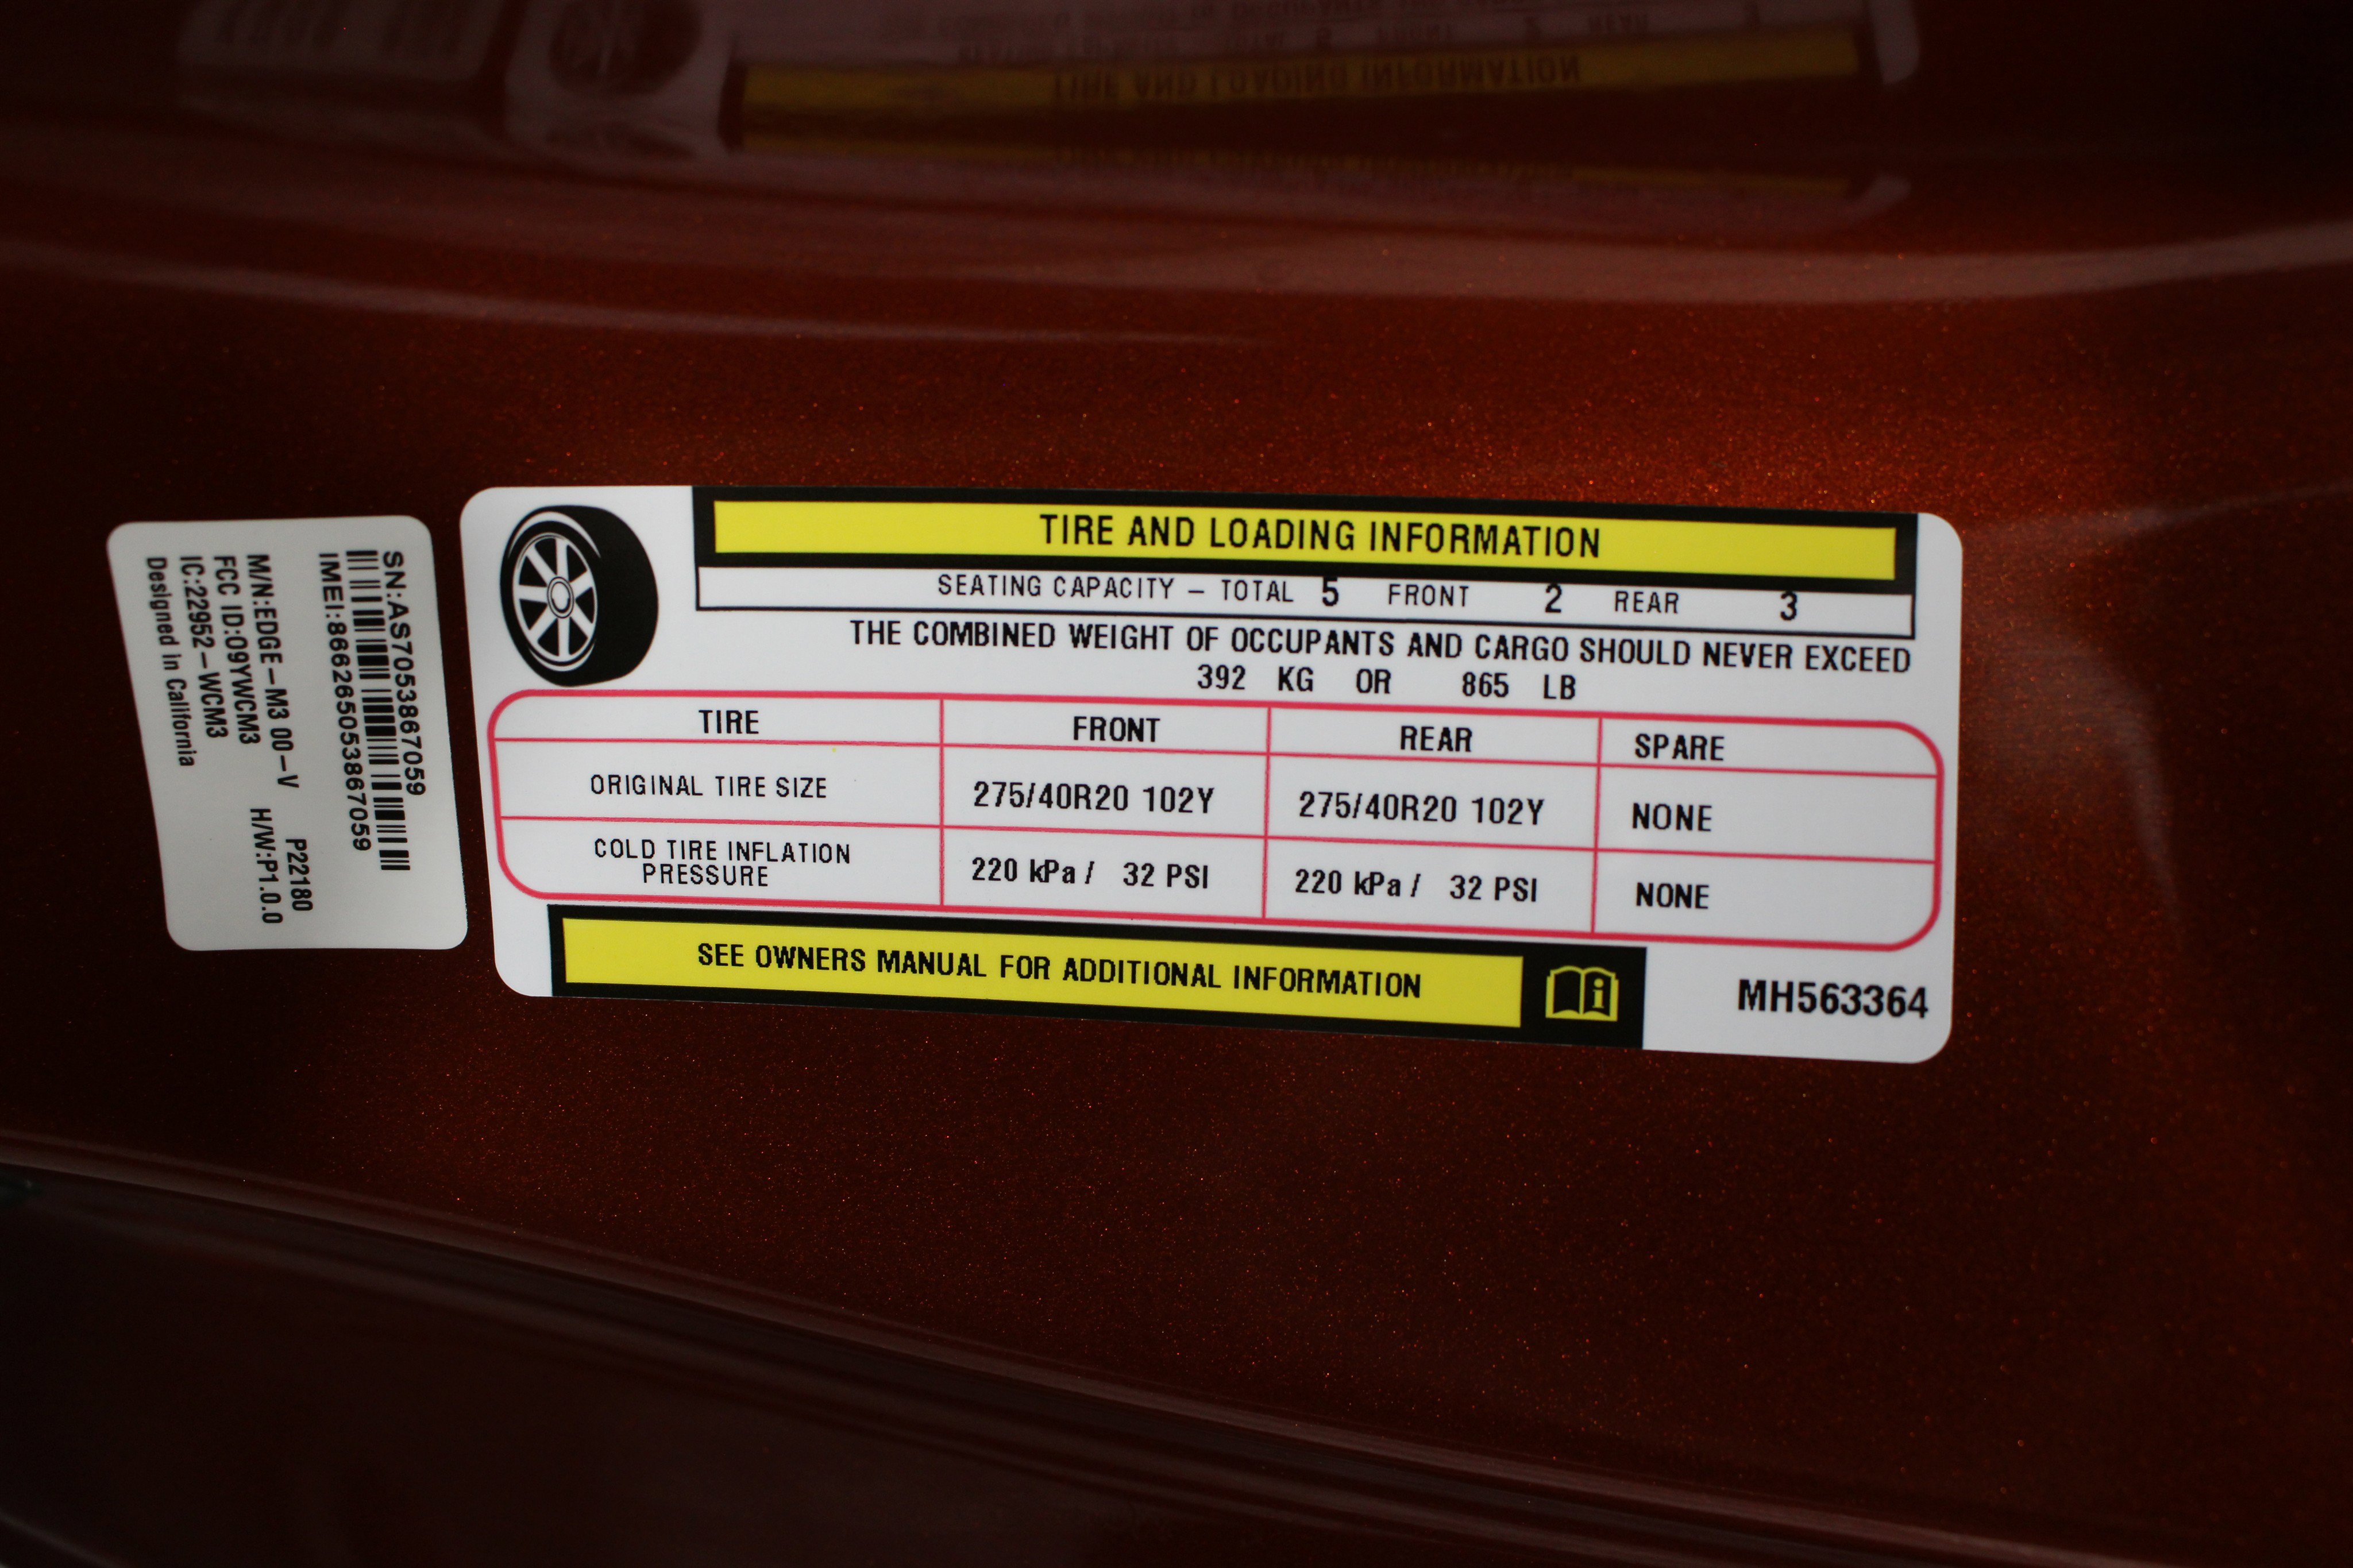 SN:AS7053867059
IMEI:866265053867059
M/N:EDGE-M3 00-V P22180
FCC ID:O9YWCM3 H/W:P1.0.0
IC:22952-WCM3
Designed in California
TIRE AND LOADING INFORMATION
SEATING CAPACITY – TOTAL 5 FRONT 2 REAR 3
THE COMBINED WEIGHT OF OCCUPANTS AND CARGO SHOULD NEVER EXCEED
392 KG OR 865 LB
TIRE FRONT REAR SPARE
ORIGINAL TIRE SIZE 275/40R20 102Y 275/40R20 102Y NONE
COLD TIRE INFLATION
PRESSURE 220 kPa / 32 PSI 220 kPa / 32 PSI NONE
SEE OWNERS MANUAL FOR ADDITIONAL INFORMATION
MH563364